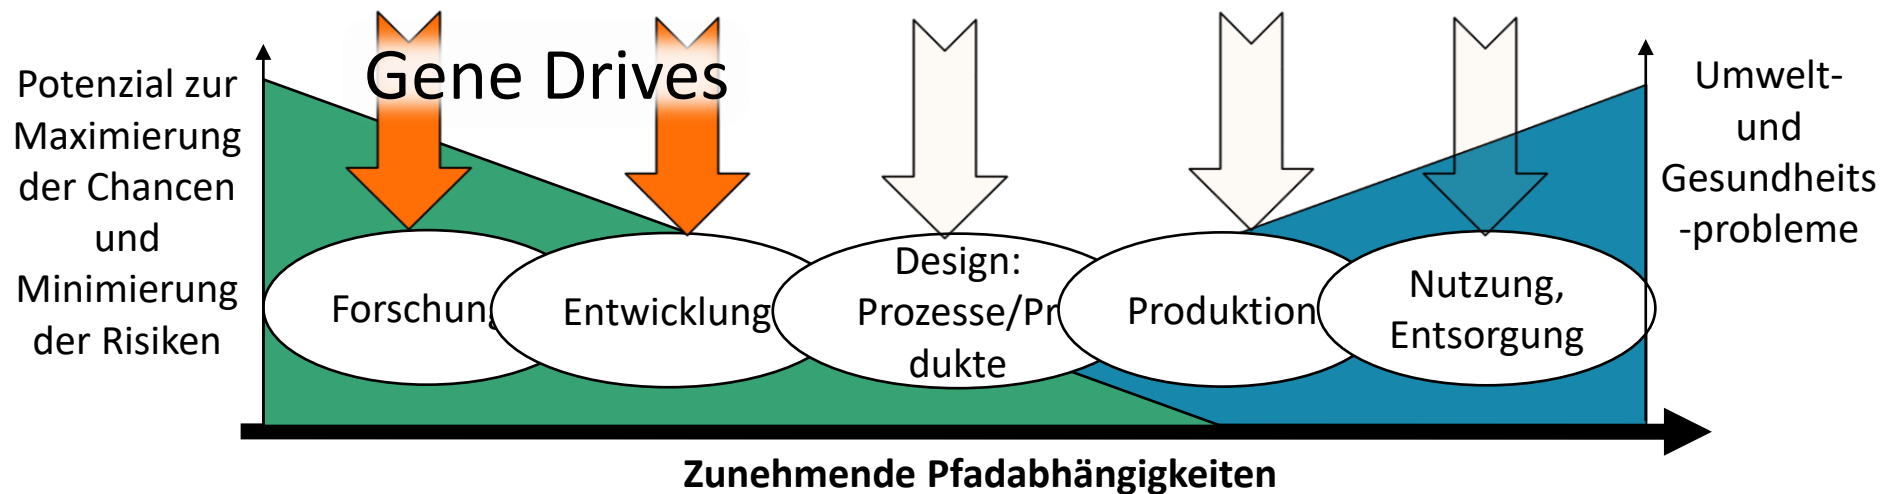 Gene Drives
Potenzial zur
Maximierung
der Chancen
und
Minimierung
der Risiken
Umwelt-
und
Gesundheits
-probleme
Forschung
Entwicklung
Design:
Prozesse/Pr
dukte
Produktion
Nutzung,
Entsorgung
Zunehmende Pfadabhängigkeiten